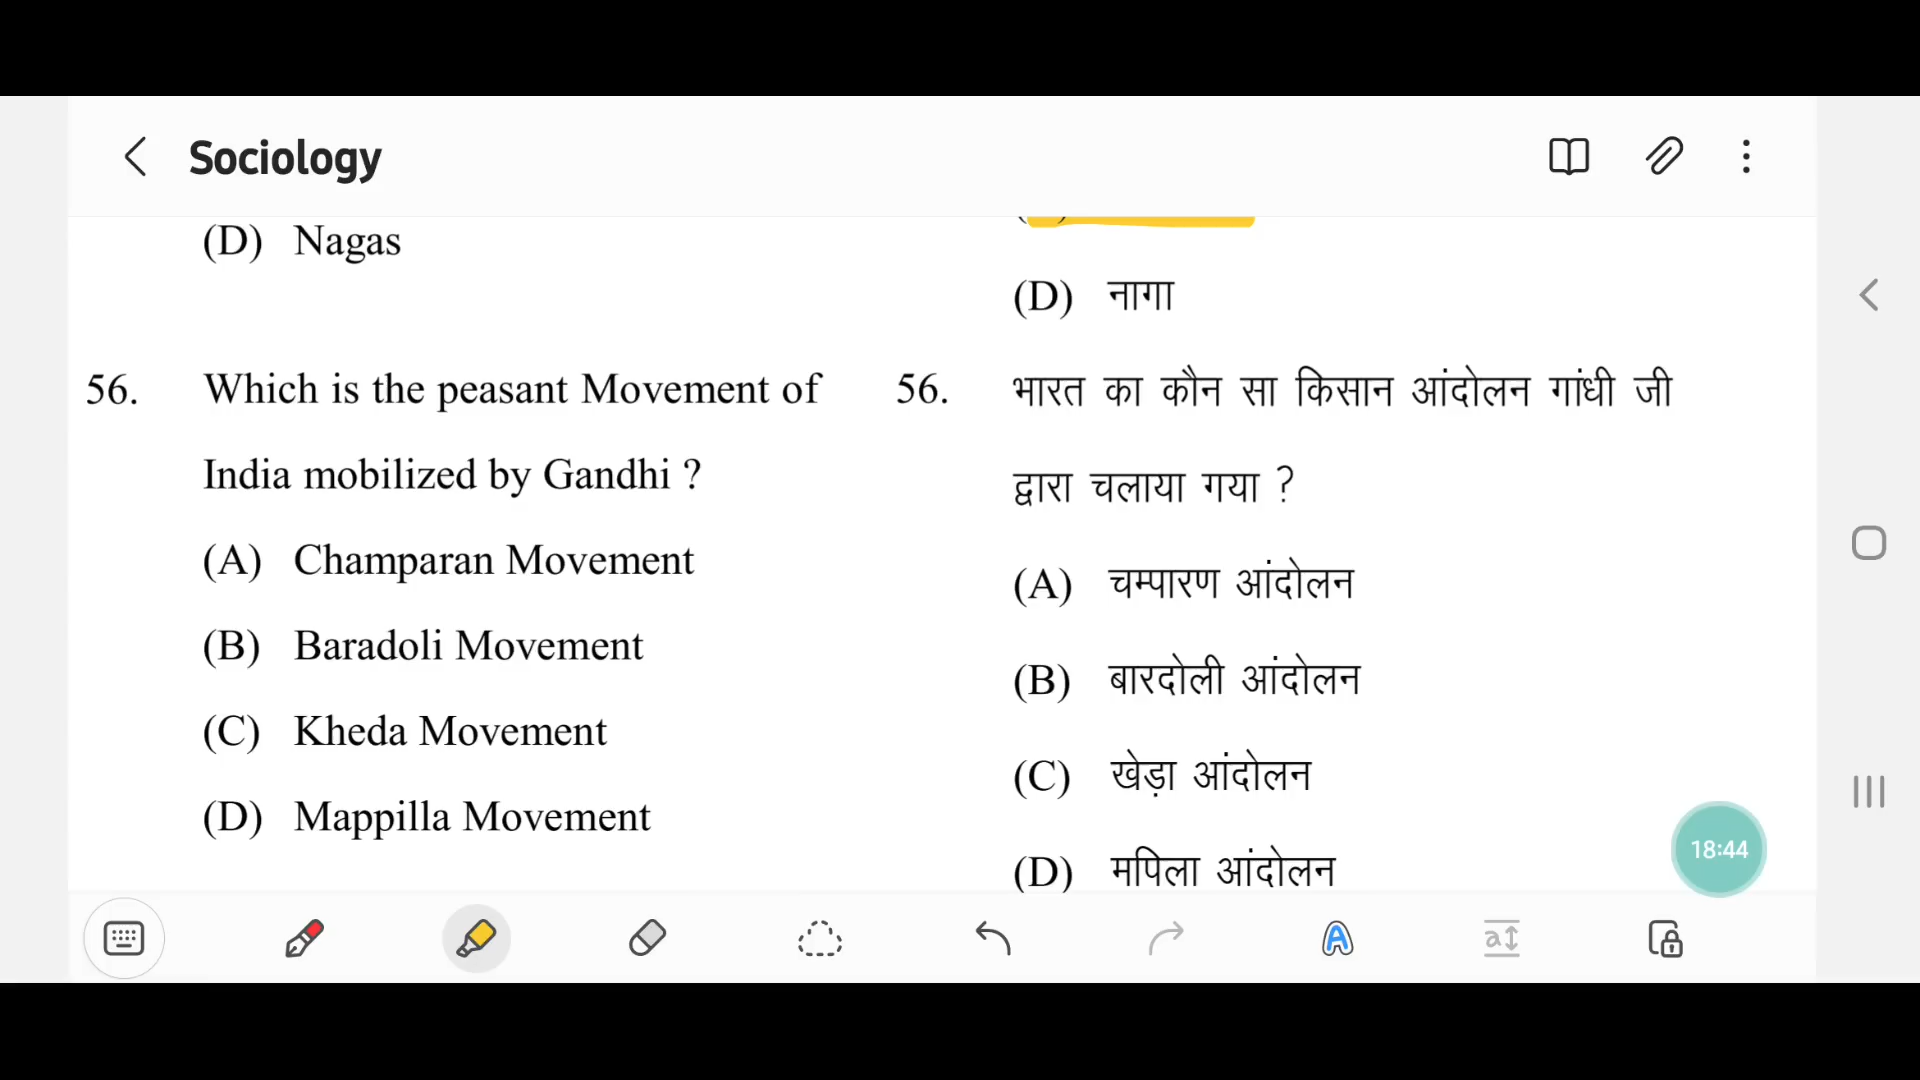 Sociology
(D) Nagas
(D) नागा
56. Which is the peasant Movement of
India mobilized by Gandhi ?
(A) Champaran Movement
(B) Baradoli Movement
(C) Kheda Movement
(D) Mappilla Movement
56. भारत का कौन सा किसान आंदोलन गांधी जी
द्वारा चलाया गया ?
(A) चम्पारण आंदोलन
(B) बारदोली आंदोलन
(C) खेड़ा आंदोलन
(D) मपिला आंदोलन
18:44